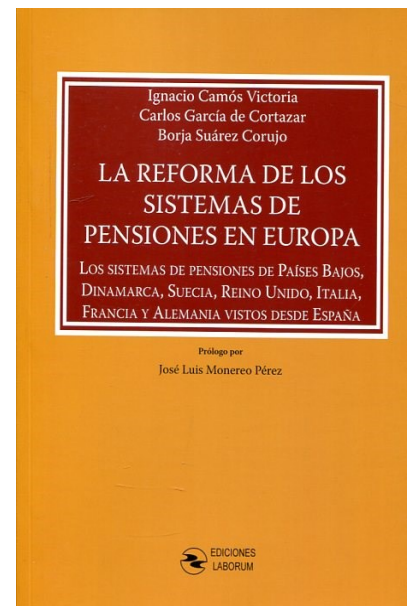 Ignacio Camós Victoria
Carlos García de Cortazar
Borja Suárez Corujo
LA REFORMA DE LOS
SISTEMAS DE
PENSIONES EN EUROPA
LOS SISTEMAS DE PENSIONES DE PAÍSES BAJOS,
DINAMARCA, SUECIA, REINO UNIDO, ITALIA,
FRANCIA Y ALEMANIA VISTOS DESDE ESPAÑA
Prólogo por
José Luis Monereo Pérez
EDICIONES
LABORUM